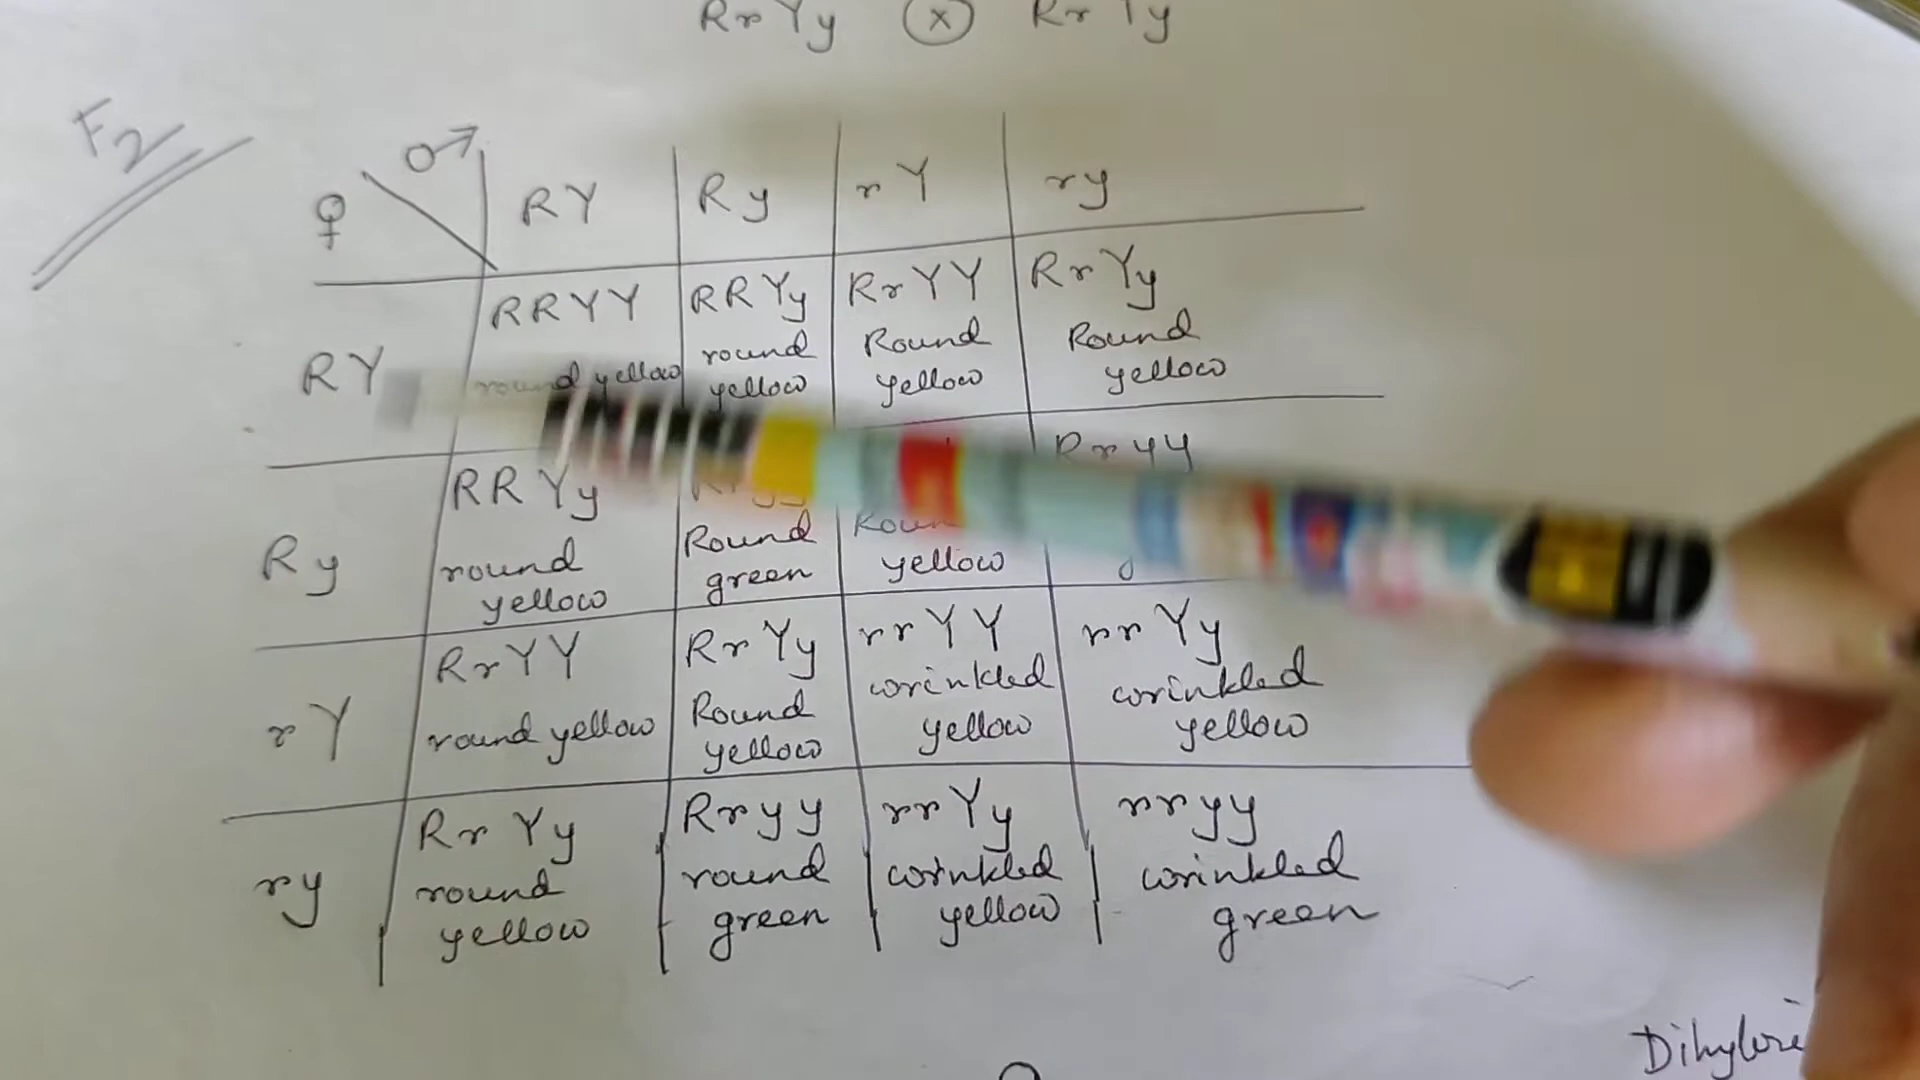 RrYy x Rr Yy
F2
♀ ♂ RY Ry rY ry
RY RRYY RRYy RrYY RrYy
round yellow round yellow Round yellow Round yellow
Ry RRYy Rryy
round yellow Round green yellow
rY RrYY RrYy rrYY rrYy
round yellow Round yellow wrinkled yellow wrinkled yellow
ry RrYy Rryy rrYy rryy
round yellow round green wrinkled yellow wrinkled green